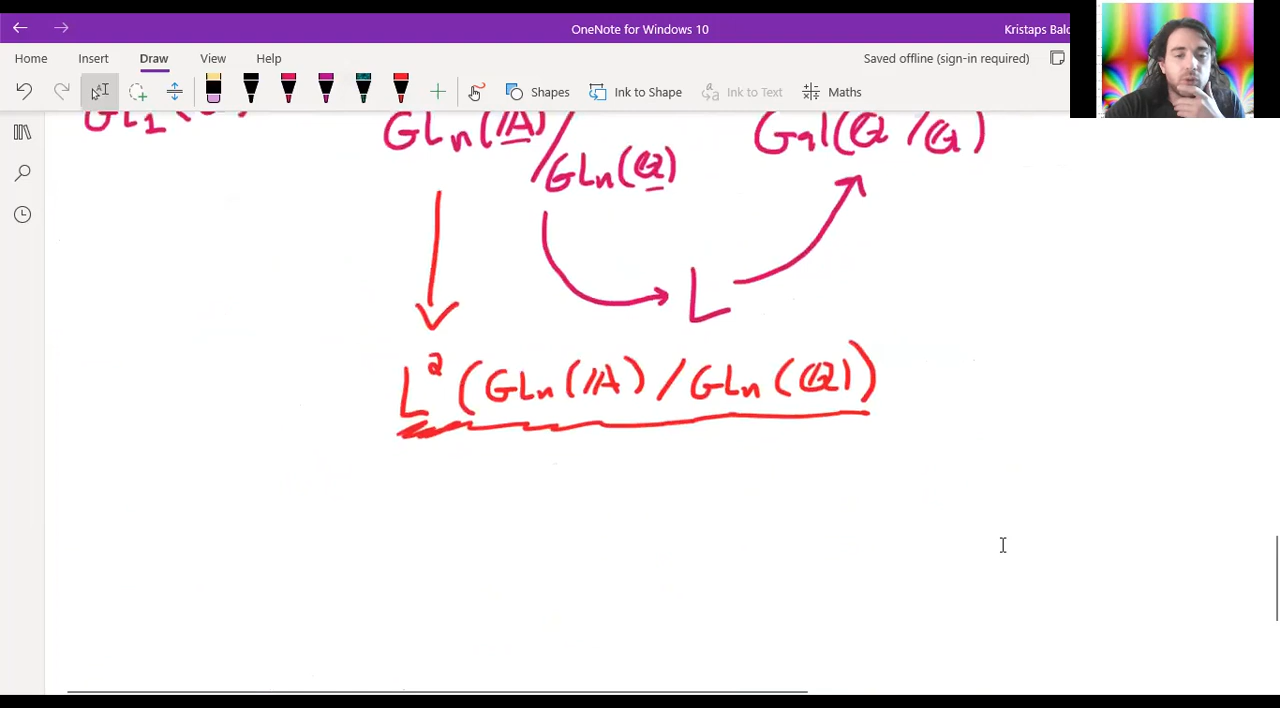 OneNote for Windows 10
Kristaps Balo
Home Insert Draw View Help
Saved offline (sign-in required)
Shapes Ink to Shape Ink to Text Maths
GLn(𝔸)/GLn(ℚ)
Gal(ℚ/ℚ)
L
L²(GLn(𝔸)/GLn(ℚ))